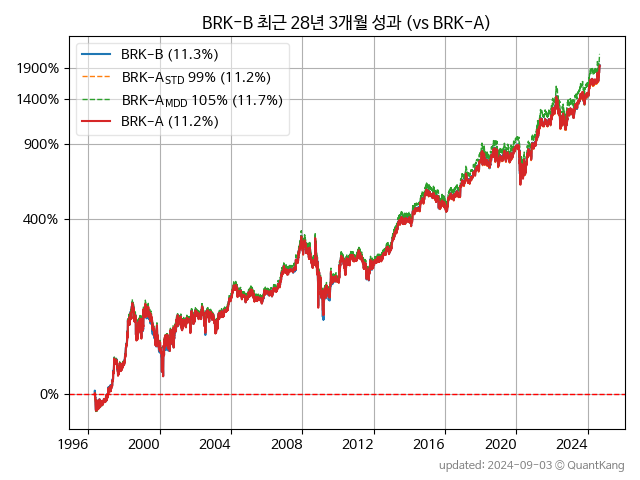 BRK-B 최근 28년 3개월 성과 (vs BRK-A)
BRK-B (11.3%)
BRK-A_STD 99% (11.2%)
BRK-A_MDD 105% (11.7%)
BRK-A (11.2%)
1900%
1400%
900%
400%
0%
1996 2000 2004 2008 2012 2016 2020 2024
updated: 2024-09-03 © QuantKang